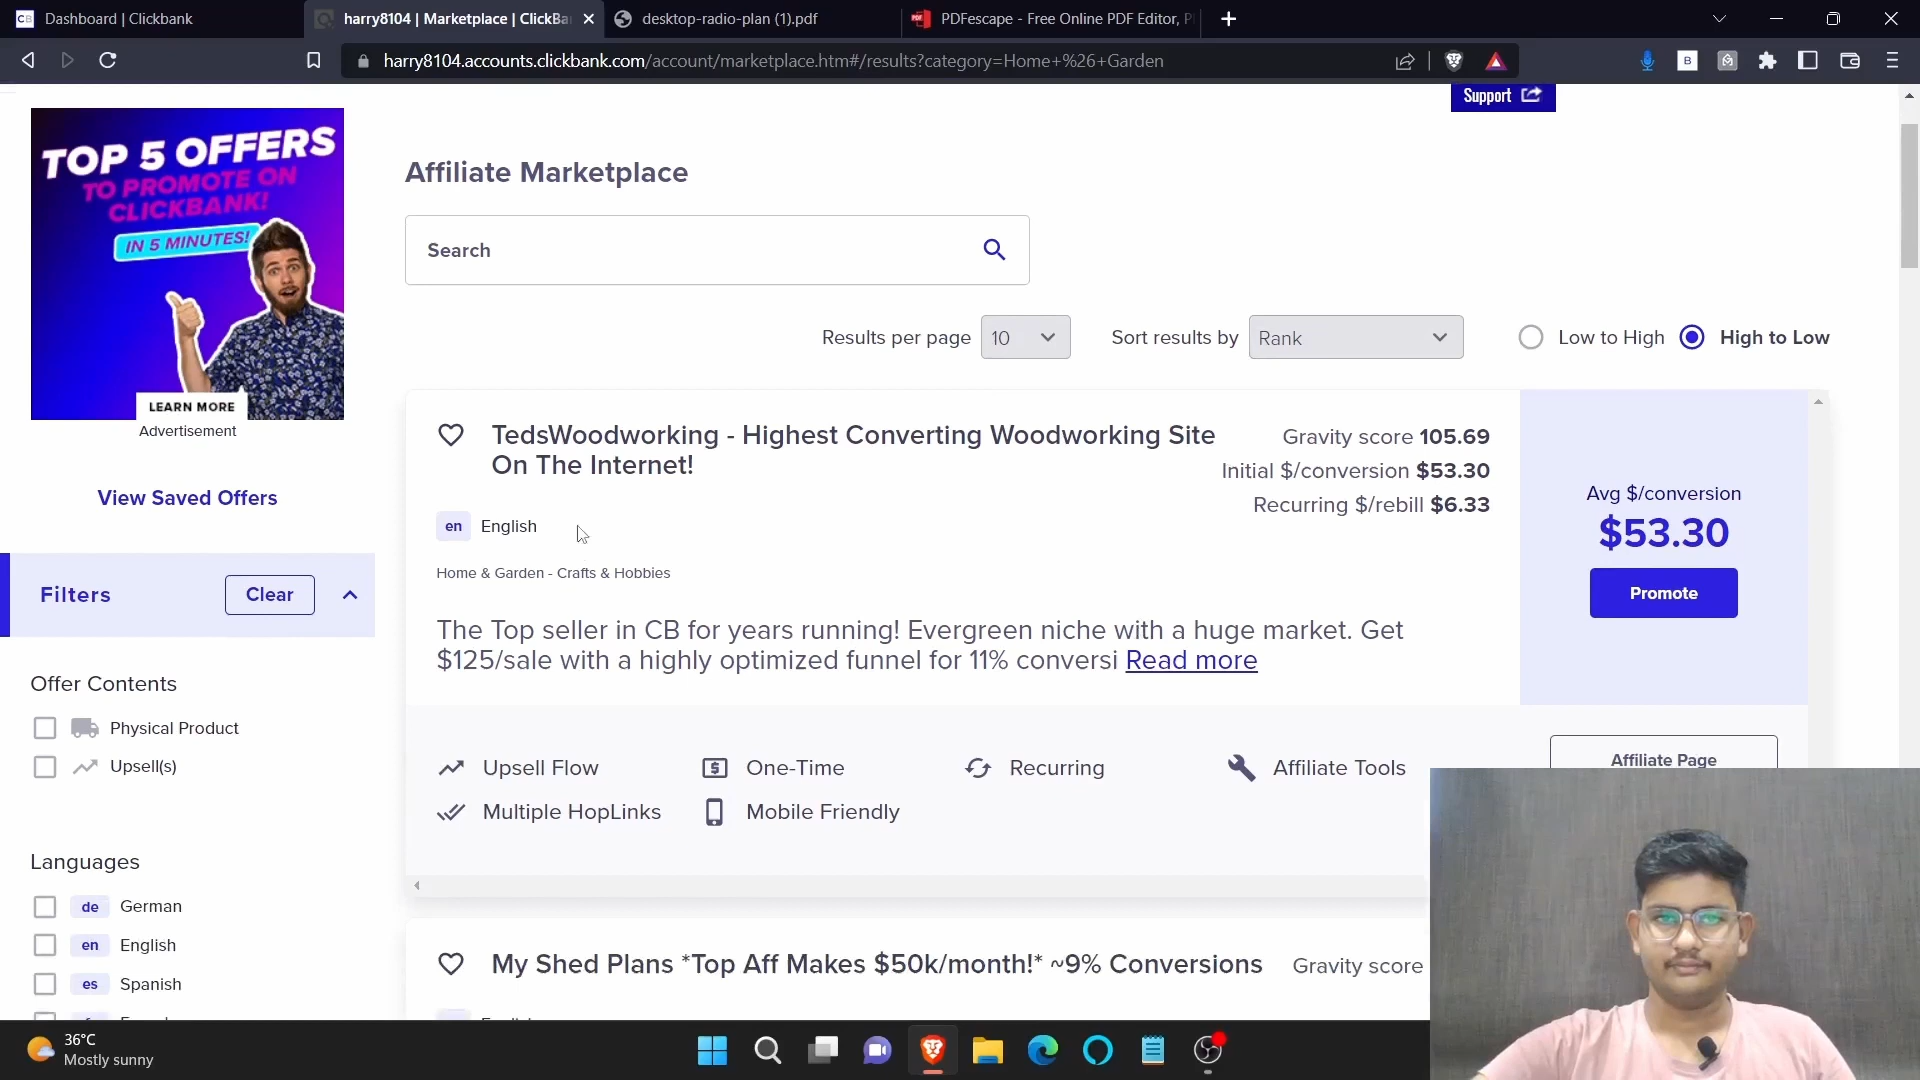 Dashboard | Clickbank
harry8104 | Marketplace | ClickBa
desktop-radio-plan (1).pdf
PDFescape - Free Online PDF Editor, P
harry8104.accounts.clickbank.com/account/marketplace.htm#/results?category=Home+%26+Garden
Support
TOP 5 OFFERS
TO PROMOTE ON
CLICKBANK!
IN 5 MINUTES!
LEARN MORE
Advertisement
View Saved Offers
Filters
Clear
Offer Contents
Physical Product
Upsell(s)
Languages
de German
en English
es Spanish
Affiliate Marketplace
Search
Results per page 10
Sort results by Rank
Low to High
High to Low
TedsWoodworking - Highest Converting Woodworking Site
On The Internet!
Gravity score 105.69
Initial $/conversion $53.30
Recurring $/rebill $6.33
en English
Home & Garden - Crafts & Hobbies
The Top seller in CB for years running! Evergreen niche with a huge market. Get
$125/sale with a highly optimized funnel for 11% conversi Read more
Avg $/conversion
$53.30
Promote
Upsell Flow
One-Time
Recurring
Affiliate Tools
Multiple HopLinks
Mobile Friendly
Affiliate Page
My Shed Plans *Top Aff Makes $50k/month!* ~9% Conversions
Gravity score
36°C
Mostly sunny